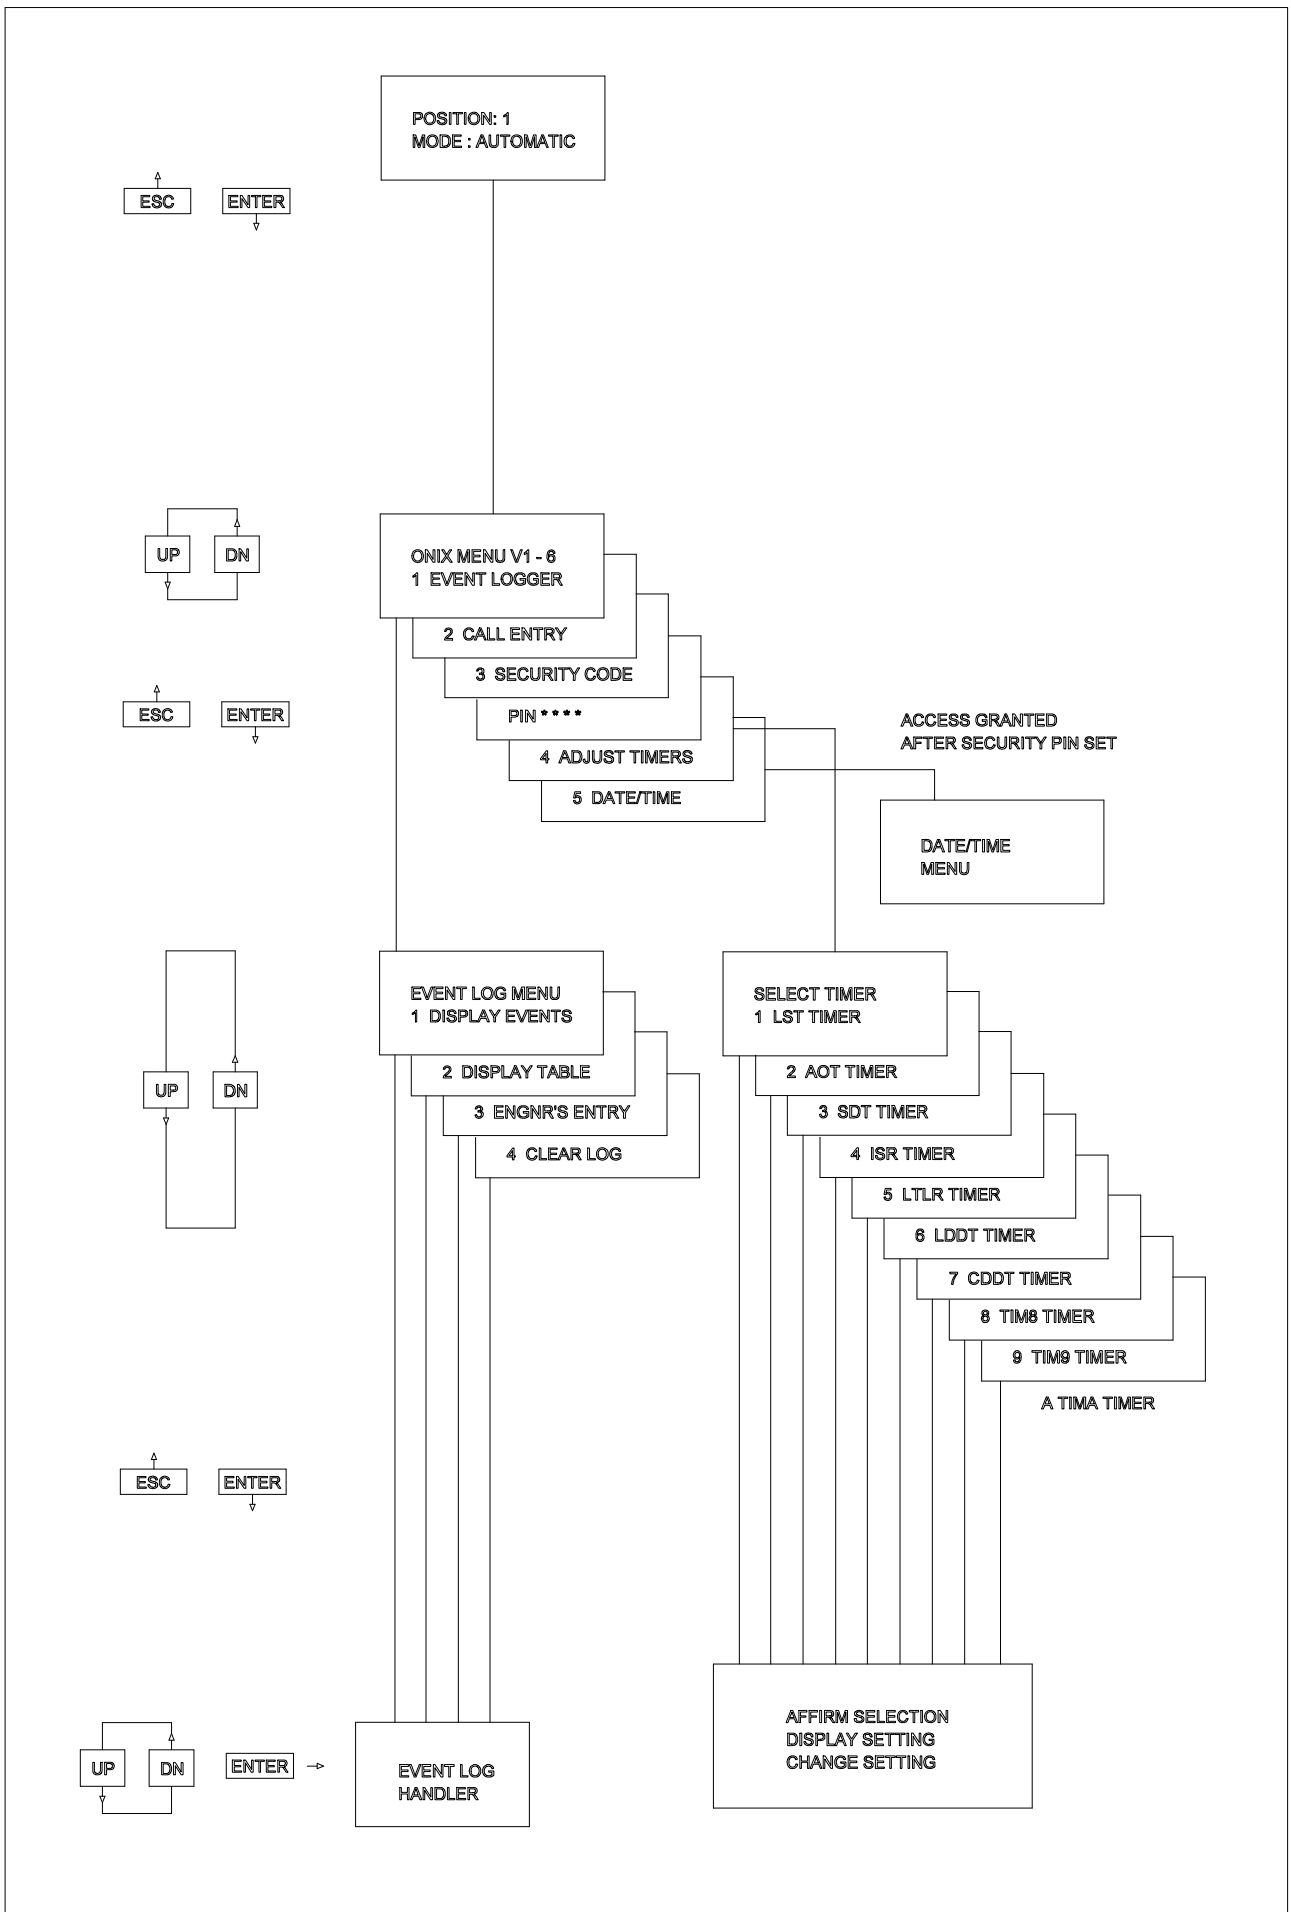 POSITION: 1
MODE : AUTOMATIC
ESC
ENTER
UP
DN
ONIX MENU V1 - 6
1 EVENT LOGGER
2 CALL ENTRY
3 SECURITY CODE
PIN * * * *
4 ADJUST TIMERS
5 DATE/TIME
ESC
ENTER
ACCESS GRANTED
AFTER SECURITY PIN SET
DATE/TIME
MENU
UP
DN
EVENT LOG MENU
1 DISPLAY EVENTS
2 DISPLAY TABLE
3 ENGNR'S ENTRY
4 CLEAR LOG
SELECT TIMER
1 LST TIMER
2 AOT TIMER
3 SDT TIMER
4 ISR TIMER
5 LTLR TIMER
6 LDDT TIMER
7 CDDT TIMER
8 TIM8 TIMER
9 TIM9 TIMER
A TIMA TIMER
ESC
ENTER
UP
DN
ENTER
EVENT LOG
HANDLER
AFFIRM SELECTION
DISPLAY SETTING
CHANGE SETTING